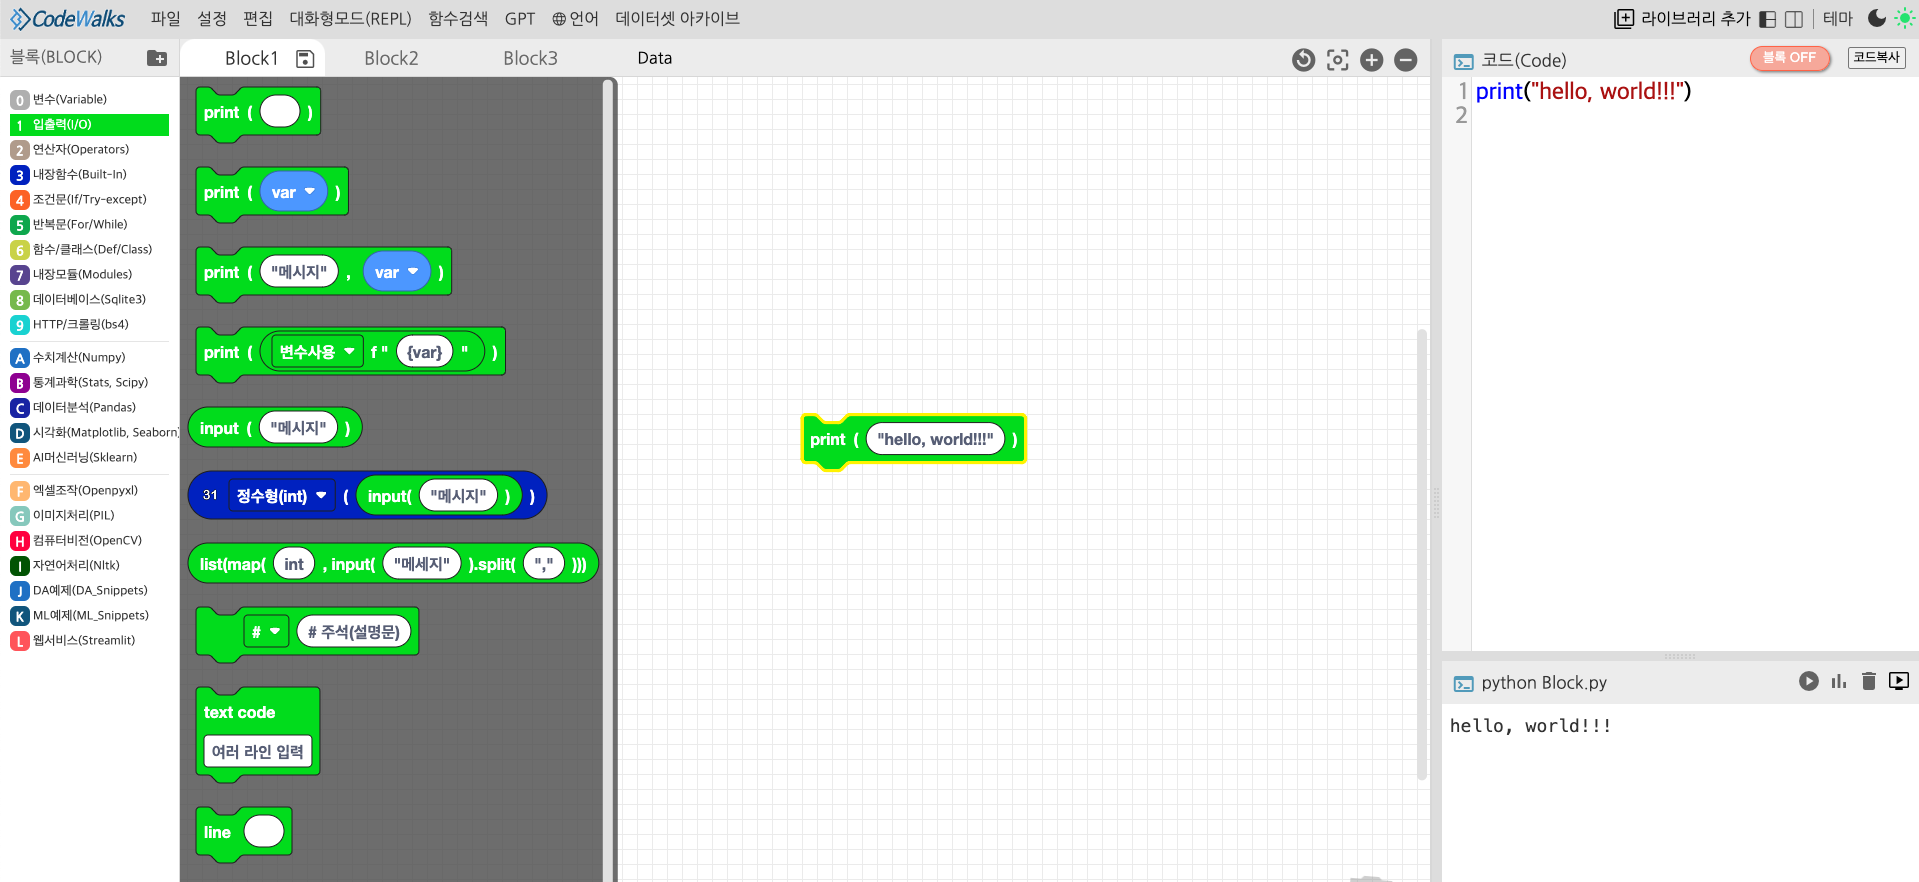 CodeWalks 파일 설정 편집 대화형모드(REPL) 함수검색 GPT 언어 데이터셋 아카이브 라이브러리 추가 테마
블록(BLOCK)
Block1 Block2 Block3 Data
코드(Code) 블록 OFF 코드복사
0 변수(Variable)
1 입출력(I/O)
2 연산자(Operators)
3 내장함수(Built-In)
4 조건문(If/Try-except)
5 반복문(For/While)
6 함수/클래스(Def/Class)
7 내장모듈(Modules)
8 데이터베이스(Sqlite3)
9 HTTP/크롤링(bs4)
A 수치계산(Numpy)
B 통계과학(Stats, Scipy)
C 데이터분석(Pandas)
D 시각화(Matplotlib, Seaborn)
E AI머신러닝(Sklearn)
F 엑셀조작(Openpyxl)
G 이미지처리(PIL)
H 컴퓨터비전(OpenCV)
I 자연어처리(Nltk)
J DA예제(DA_Snippets)
K ML예제(ML_Snippets)
L 웹서비스(Streamlit)
print ( )
print ( var )
print ( "메시지" , var )
print ( 변수사용 f " {var} " )
input ( "메시지" )
31 정수형(int) ( input( "메시지" ) )
list(map( int , input( "메세지" ).split( "," )))
# # 주석(설명문)
text code
여러 라인 입력
line
print ( "hello, world!!!" )
1 print("hello, world!!!")
2
python Block.py
hello, world!!!